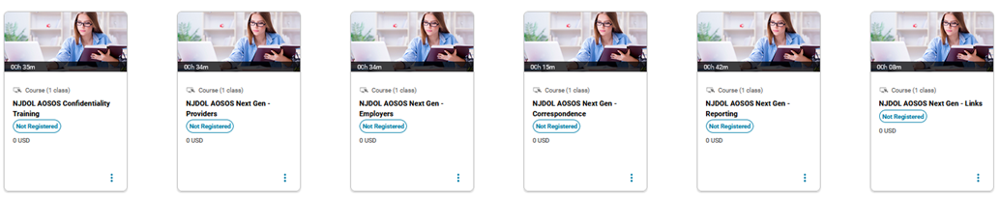 00h 35m
Course (1 class)
NJDOL AOSOS Confidentiality
Training
Not Registered
0 USD
00h 34m
Course (1 class)
NJDOL AOSOS Next Gen -
Providers
Not Registered
0 USD
00h 34m
Course (1 class)
NJDOL AOSOS Next Gen -
Employers
Not Registered
0 USD
00h 15m
Course (1 class)
NJDOL AOSOS Next Gen -
Correspondence
Not Registered
0 USD
00h 42m
Course (1 class)
NJDOL AOSOS Next Gen -
Reporting
Not Registered
0 USD
00h 08m
Course (1 class)
NJDOL AOSOS Next Gen - Links
Not Registered
0 USD